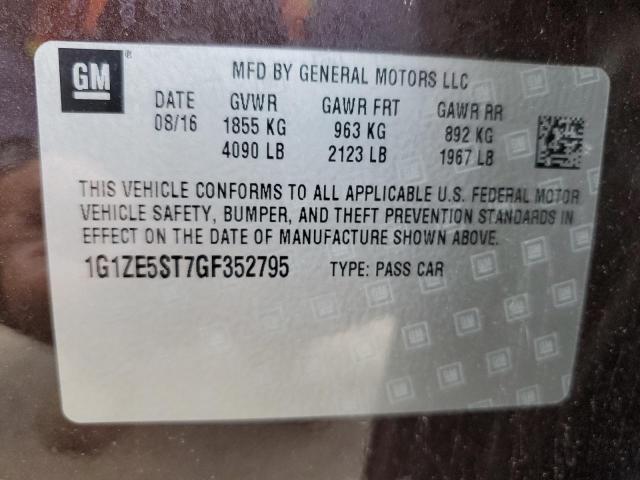 GM
®
MFD BY GENERAL MOTORS LLC
DATE GVWR GAWR FRT GAWR RR
08/16 1855 KG 963 KG 892 KG
4090 LB 2123 LB 1967 LB
THIS VEHICLE CONFORMS TO ALL APPLICABLE U.S. FEDERAL MOTOR
VEHICLE SAFETY, BUMPER, AND THEFT PREVENTION STANDARDS IN
EFFECT ON THE DATE OF MANUFACTURE SHOWN ABOVE.
1G1ZE5ST7GF352795 TYPE: PASS CAR